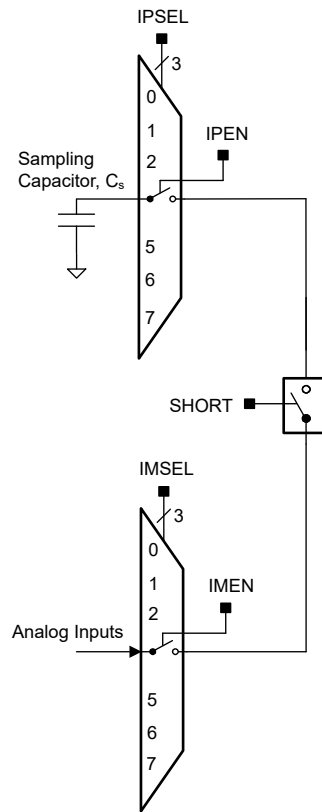 IPSEL
3
0
1
2
IPEN
Sampling
Capacitor, Cs
5
6
7
SHORT
IMSEL
3
0
1
2
IMEN
Analog Inputs
5
6
7